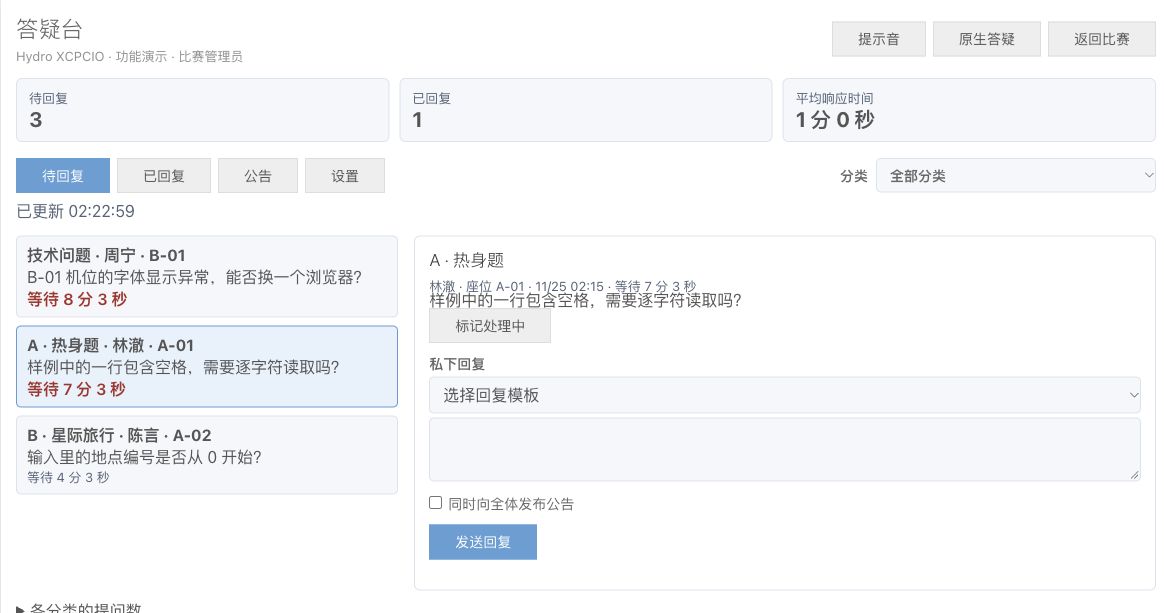 答疑台
Hydro XCPCIO · 功能演示 · 比赛管理员
提示音
原生答疑
返回比赛
待回复
3
已回复
1
平均响应时间
1 分 0 秒
待回复
已回复
公告
设置
分类
全部分类
已更新 02:22:59
技术问题 · 周宁 · B-01
B-01 机位的字体显示异常，能否换一个浏览器？
等待 8 分 3 秒
A · 热身题 · 林澈 · A-01
样例中的一行包含空格，需要逐字符读取吗？
等待 7 分 3 秒
B · 星际旅行 · 陈言 · A-02
输入里的地点编号是否从 0 开始？
等待 4 分 3 秒
A · 热身题
林澈 · 座位 A-01 · 11/25 02:15 · 等待 7 分 3 秒
样例中的一行包含空格，需要逐字符读取吗？
标记处理中
私下回复
选择回复模板
同时向全体发布公告
发送回复
各分类的提问数